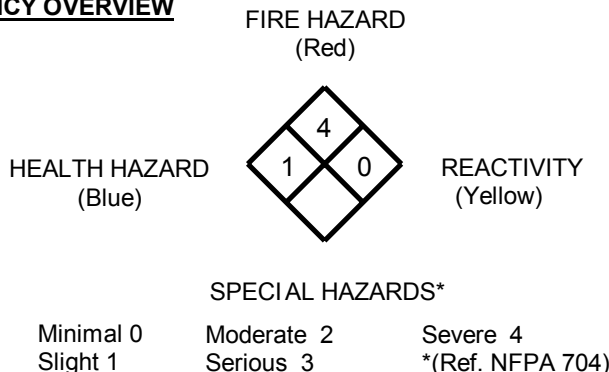 CY OVERVIEW
FIRE HAZARD
(Red)
4
HEALTH HAZARD 1 0 REACTIVITY
(Blue) (Yellow)
SPECIAL HAZARDS*
Minimal 0 Moderate 2 Severe 4
Slight 1 Serious 3 *(Ref. NFPA 704)